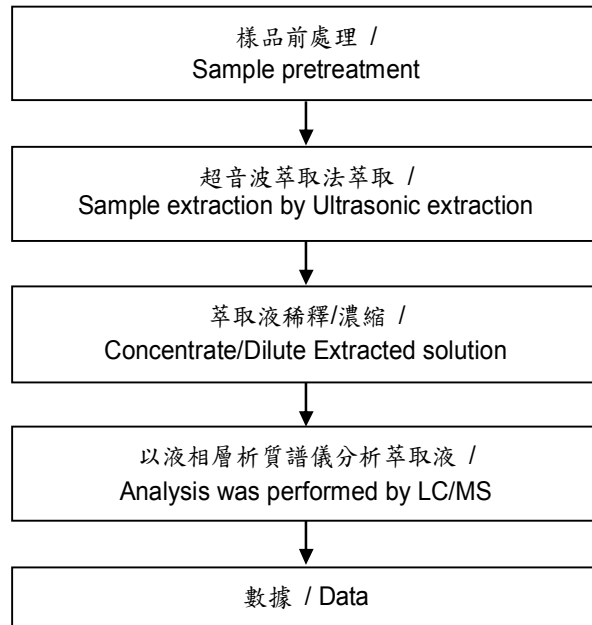 樣品前處理 /
Sample pretreatment
超音波萃取法萃取 /
Sample extraction by Ultrasonic extraction
萃取液稀釋/濃縮 /
Concentrate/Dilute Extracted solution
以液相層析質譜儀分析萃取液 /
Analysis was performed by LC/MS
數據 / Data